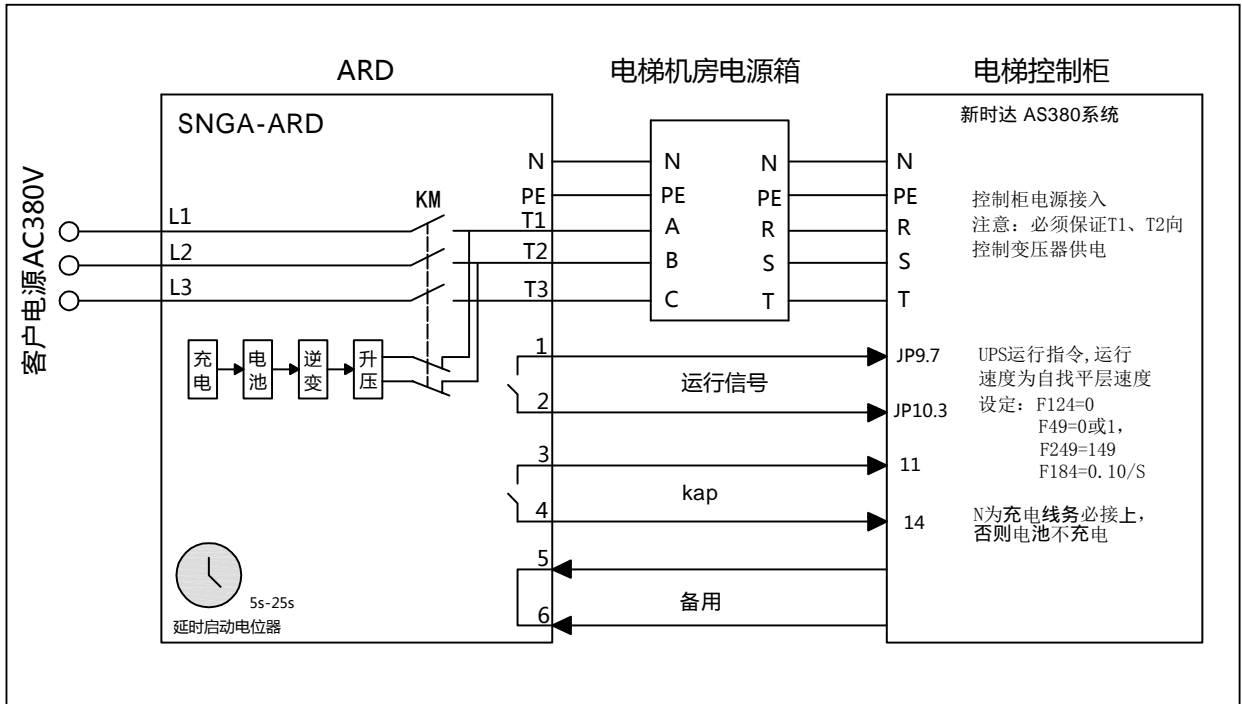 ARD
电梯机房电源箱
电梯控制柜
SNGA-ARD
新时达 AS380系统
客户电源AC380V
L1
L2
L3
KM
N
PE
T1
T2
T3
N
PE
A
B
C
N
PE
R
S
T
N
PE
R
S
T
控制柜电源接入
注意：必须保证T1、T2向
控制变压器供电
充电
电池
逆变
升压
1
2
运行信号
JP9.7
JP10.3
UPS运行指令,运行
速度为自找平层速度
设定：F124=0
F49=0或1，
F249=149
F184=0.10/S
3
4
kap
11
14
N为充电线务必接上，
否则电池不充电
5
6
备用
5s-25s
延时启动电位器